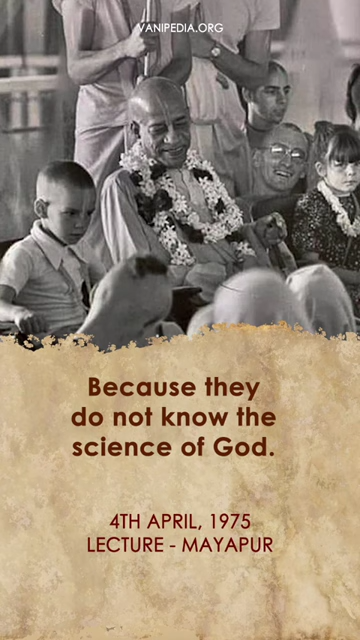 VANIPEDIA.ORG
Because they
do not know the
science of God.
4TH APRIL, 1975
LECTURE - MAYAPUR